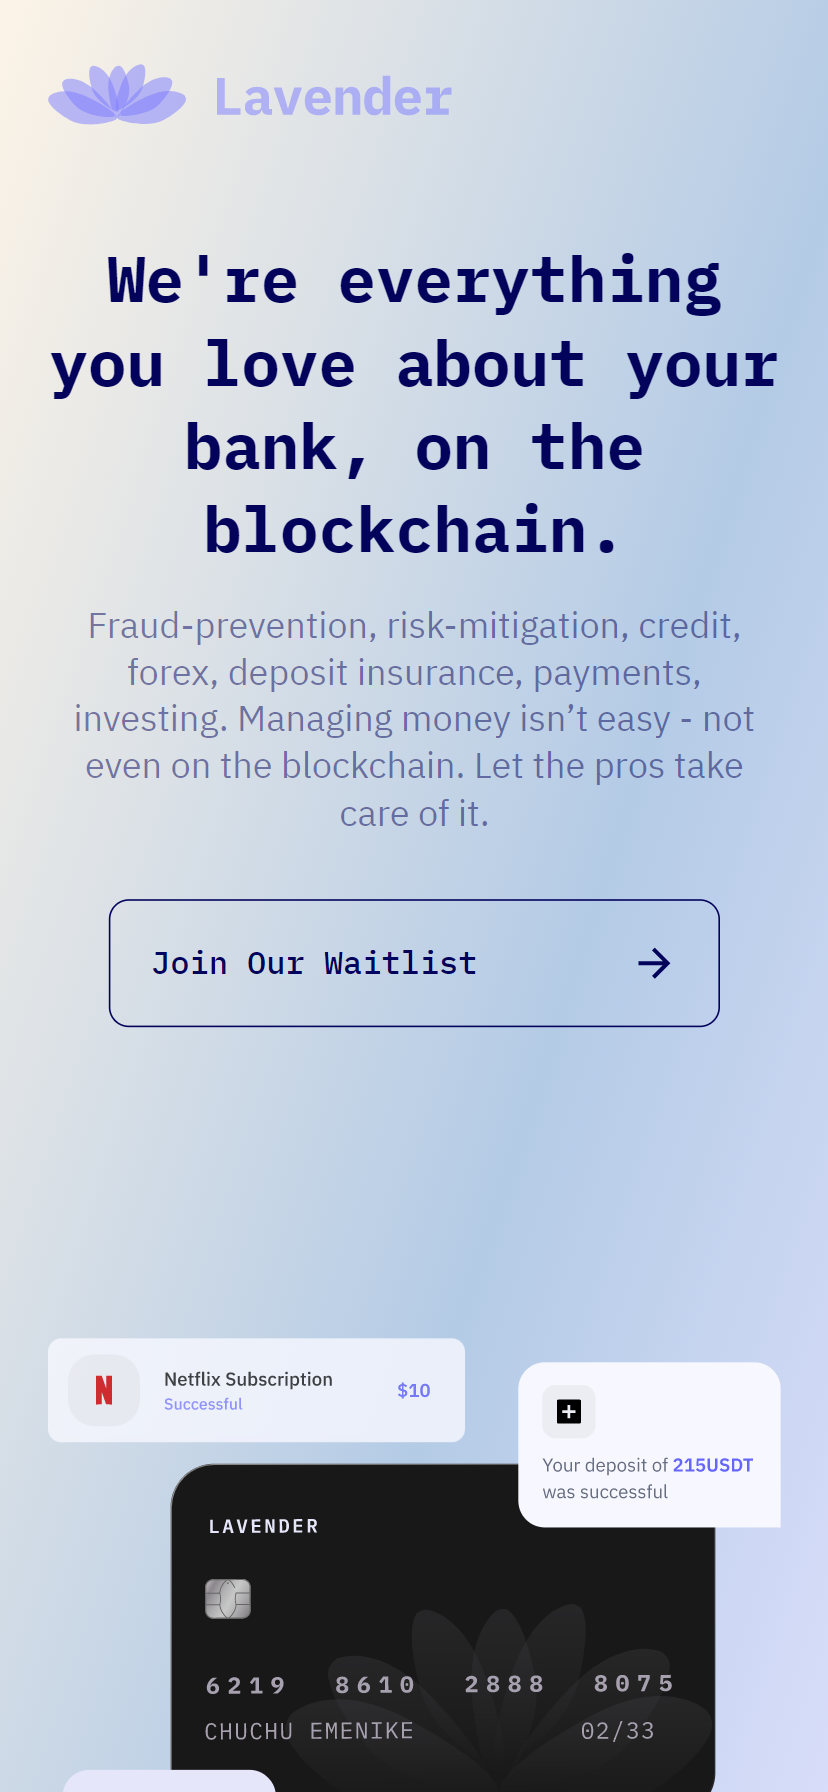 Lavender
We're everything
you love about your
bank, on the
blockchain.
Fraud-prevention, risk-mitigation, credit,
forex, deposit insurance, payments,
investing. Managing money isn’t easy - not
even on the blockchain. Let the pros take
care of it.
Join Our Waitlist
N
Netflix Subscription
Successful
$10
Your deposit of 215USDT
was successful
LAVENDER
6219 8610 2888 8075
CHUCHU EMENIKE 02/33